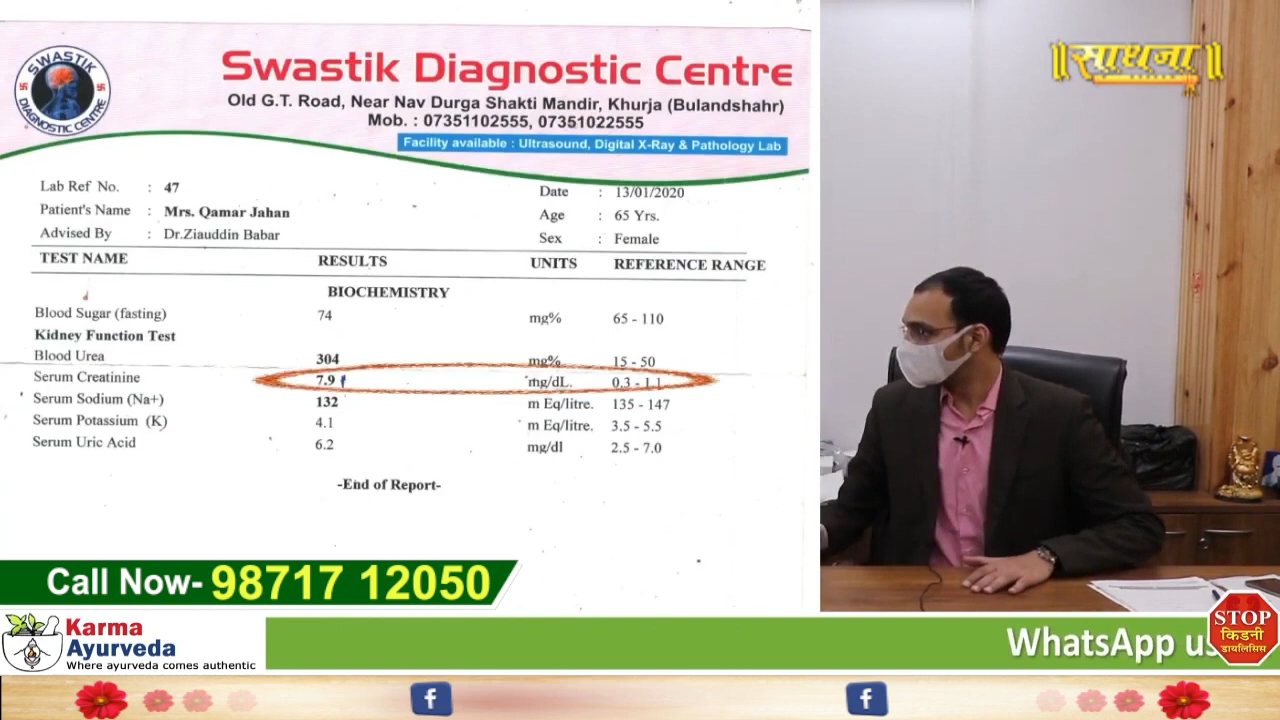 SWASTIK
DIAGNOSTIC CENTRE
Swastik Diagnostic Centre
Old G.T. Road, Near Nav Durga Shakti Mandir, Khurja (Bulandshahr)
Mob. : 07351102555, 07351022555
Facility available : Ultrasound, Digital X-Ray & Pathology Lab
Lab Ref No. : 47
Date : 13/01/2020
Patient's Name : Mrs. Qamar Jahan
Age : 65 Yrs.
Advised By : Dr.Ziauddin Babar
Sex : Female
TEST NAME RESULTS UNITS REFERENCE RANGE
BIOCHEMISTRY
Blood Sugar (fasting) 74 mg% 65 - 110
Kidney Function Test
Blood Urea 304 mg% 15 - 50
Serum Creatinine 7.9 mg/dL. 0.3 - 1.1
Serum Sodium (Na+) 132 m Eq/litre. 135 - 147
Serum Potassium (K) 4.1 m Eq/litre. 3.5 - 5.5
Serum Uric Acid 6.2 mg/dl 2.5 - 7.0
-End of Report-
॥साधना॥
Call Now- 98717 12050
Karma
Ayurveda
Where ayurveda comes authentic
WhatsApp us
STOP
किडनी
डायलिसिस